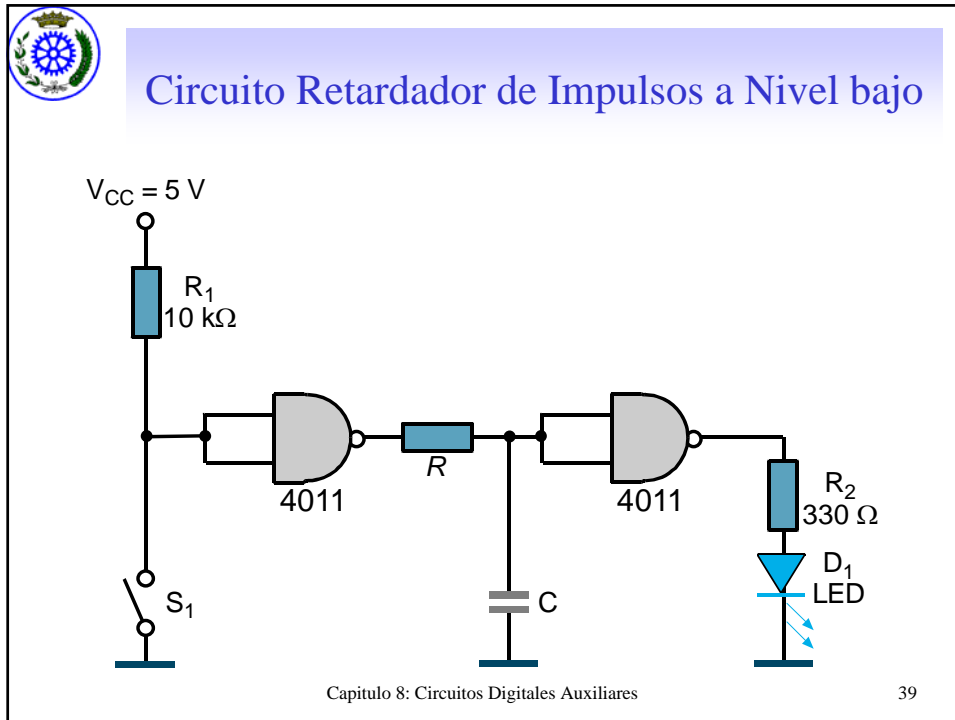 Circuito Retardador de Impulsos a Nivel bajo
VCC = 5 V
R1
10 kΩ
R
4011
4011
R2
330 Ω
S1
C
D1
LED
Capitulo 8: Circuitos Digitales Auxiliares
39